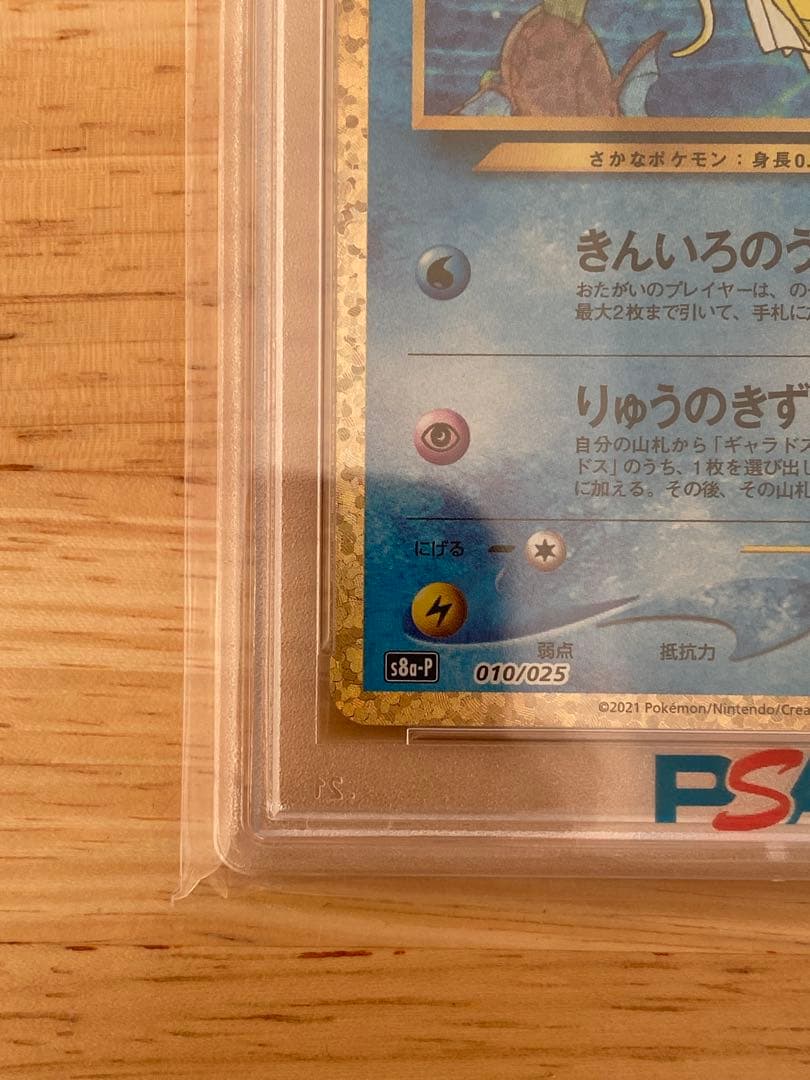 さかなポケモン：身長0.
きんいろのう
おたがいのプレイヤーは、の
最大2枚まで引いて、手札に
りゅうのきず
自分の山札から「ギャラドス
ドス」のうち、1枚を選び出し
に加える。その後、その山札
にげる
弱点 抵抗力
s8a-P 010/025
©2021 Pokémon/Nintendo/Crea
PSA